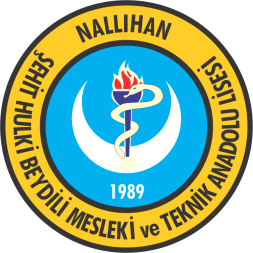 NALLIHAN
ŞEHİT HULKİ BEYDİLİ MESLEKİ ve TEKNİK ANADOLU LİSESİ
1989